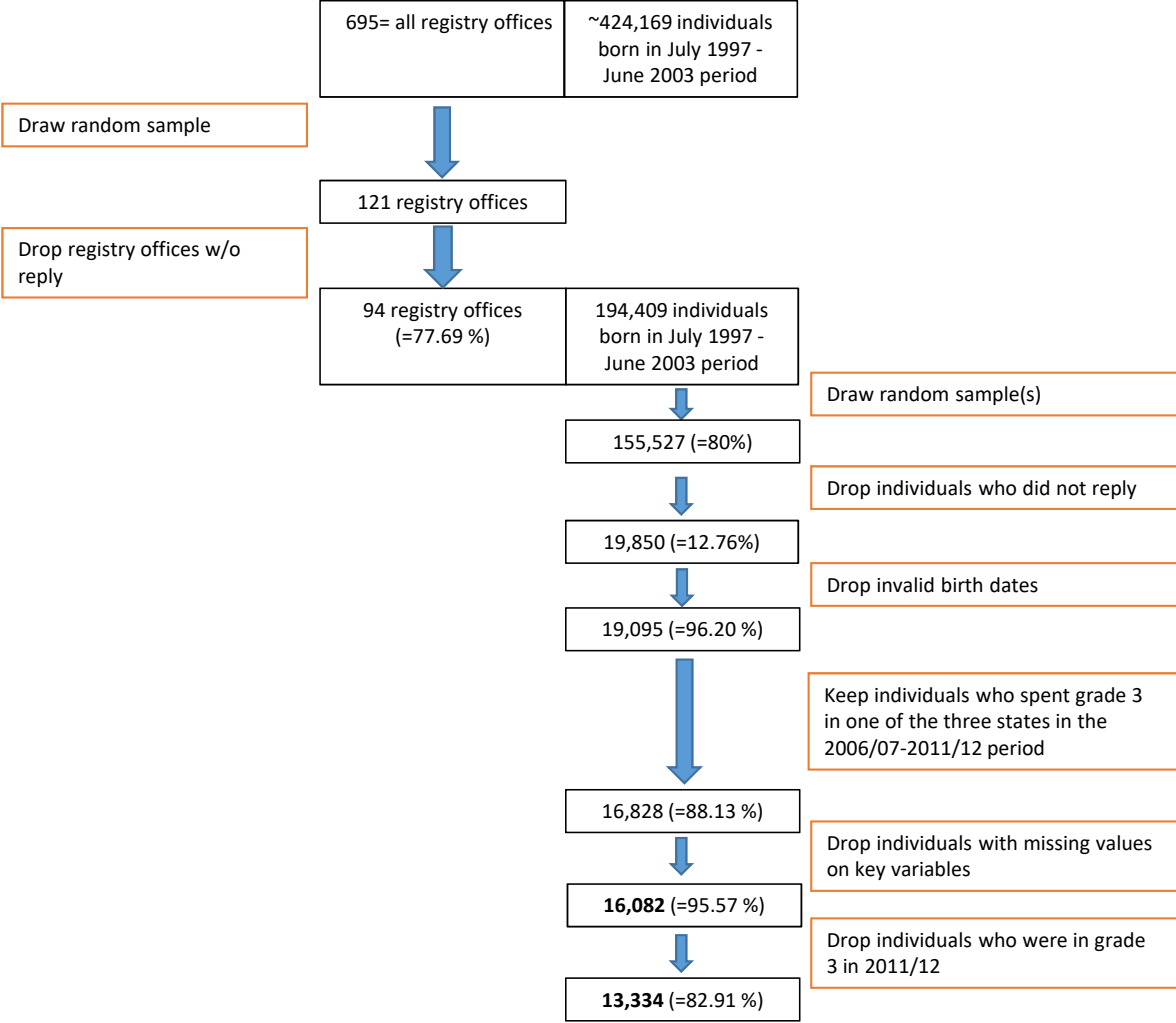 695= all registry offices
~424,169 individuals
born in July 1997 -
June 2003 period
Draw random sample
121 registry offices
Drop registry offices w/o
reply
94 registry offices
(=77.69 %)
194,409 individuals
born in July 1997 -
June 2003 period
Draw random sample(s)
155,527 (=80%)
Drop individuals who did not reply
19,850 (=12.76%)
Drop invalid birth dates
19,095 (=96.20 %)
Keep individuals who spent grade 3
in one of the three states in the
2006/07-2011/12 period
16,828 (=88.13 %)
Drop individuals with missing values
on key variables
16,082 (=95.57 %)
Drop individuals who were in grade
3 in 2011/12
13,334 (=82.91 %)